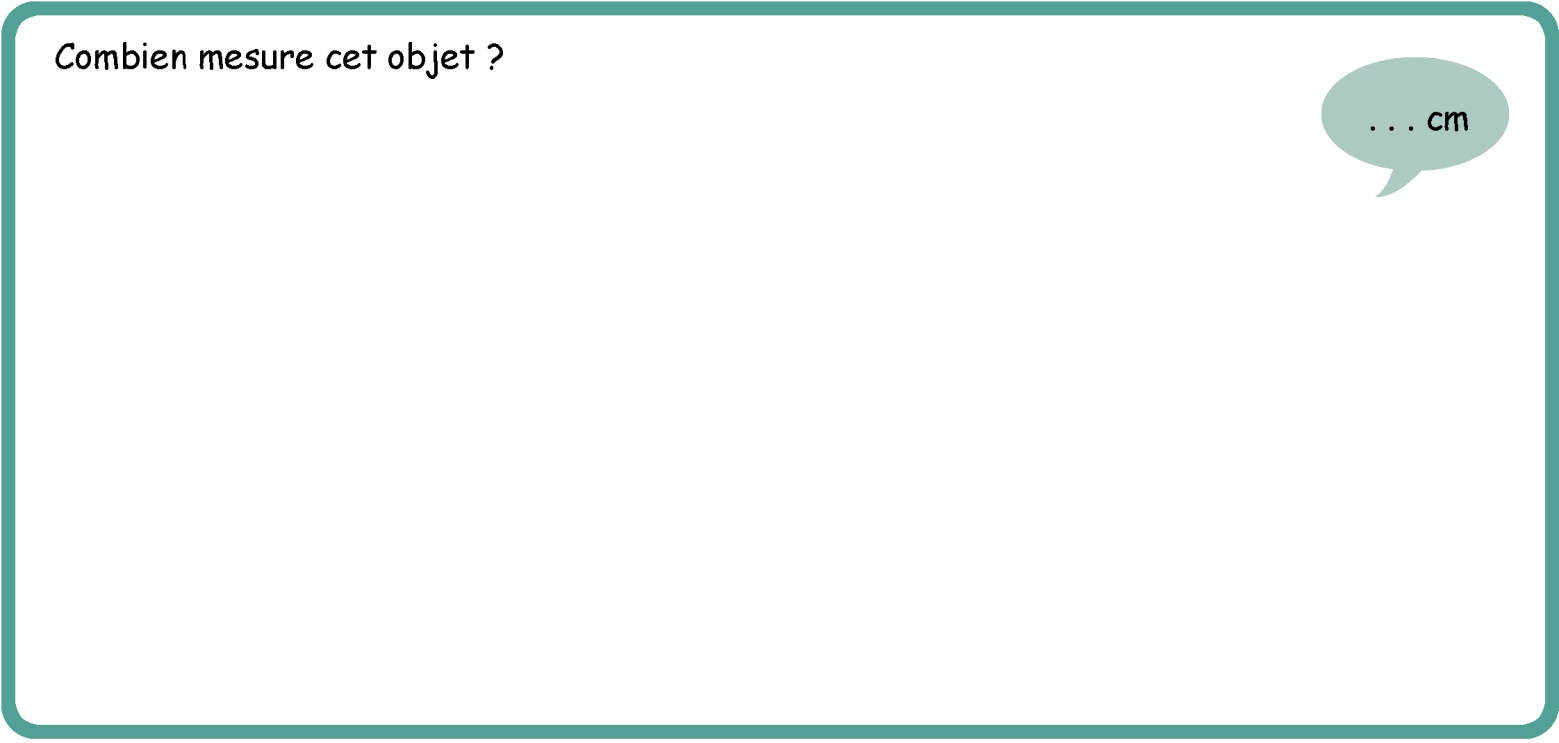 Combien mesure cet objet ?
. . . cm